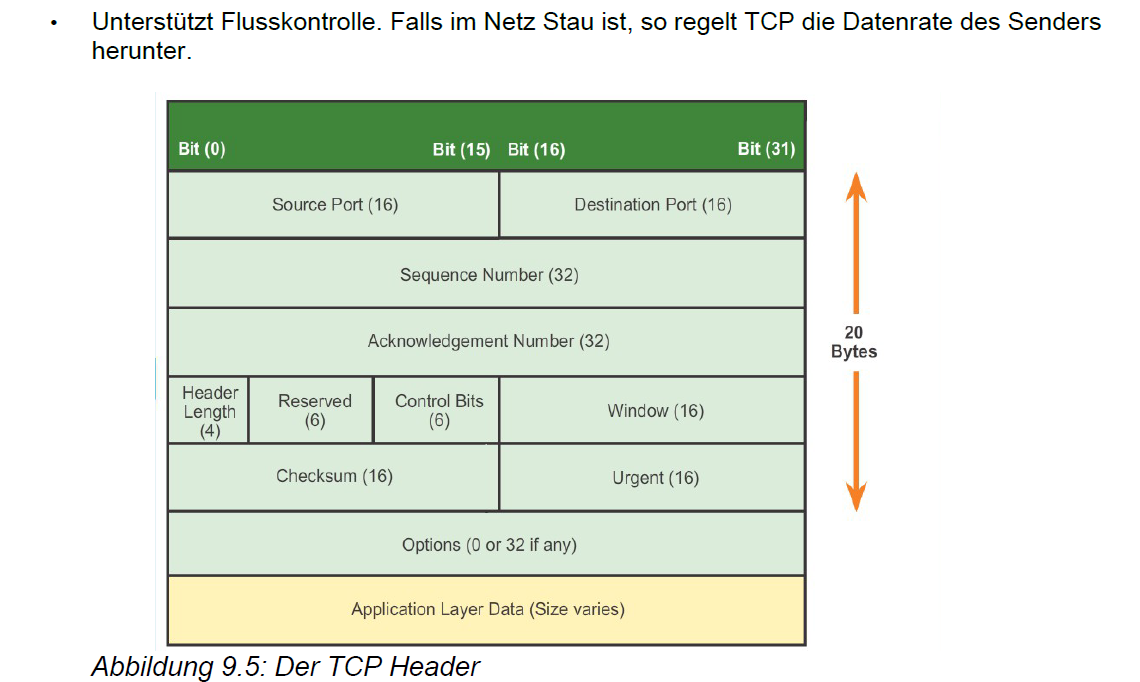 • Unterstützt Flusskontrolle. Falls im Netz Stau ist, so regelt TCP die Datenrate des Senders
herunter.
Bit (0) Bit (15) Bit (16) Bit (31)
Source Port (16) Destination Port (16)
Sequence Number (32)
Acknowledgement Number (32)
20
Bytes
Header
Length
(4)
Reserved
(6)
Control Bits
(6)
Window (16)
Checksum (16) Urgent (16)
Options (0 or 32 if any)
Application Layer Data (Size varies)
Abbildung 9.5: Der TCP Header